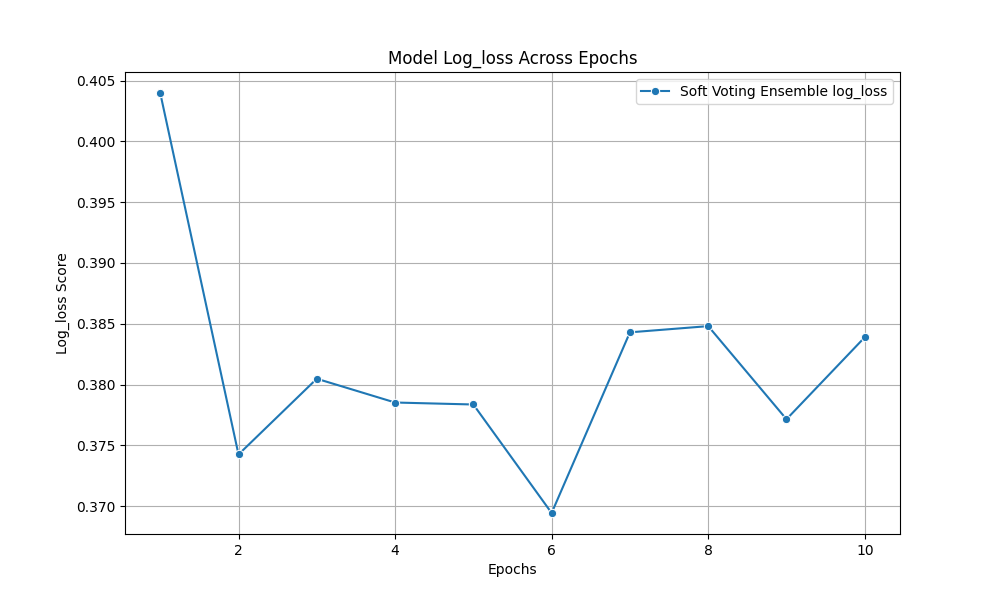 Model Log_loss Across Epochs
Soft Voting Ensemble log_loss
Log_loss Score
0.405
0.400
0.395
0.390
0.385
0.380
0.375
0.370
2 4 6 8 10
Epochs